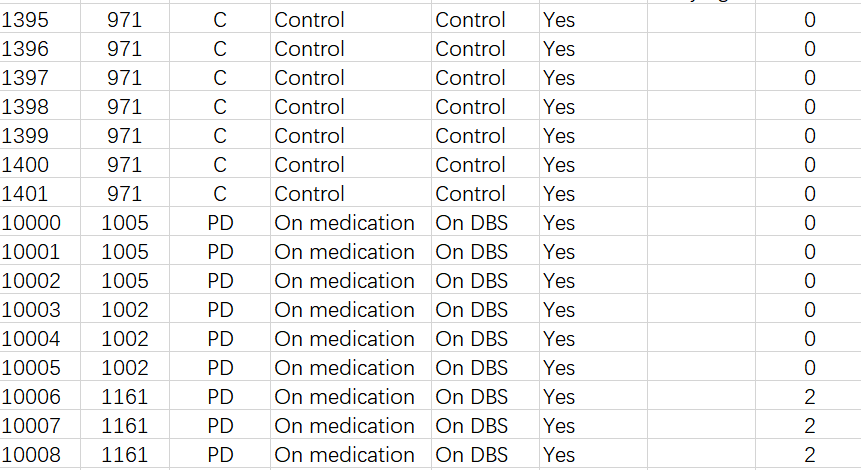 1395 971 C Control Control Yes 0
1396 971 C Control Control Yes 0
1397 971 C Control Control Yes 0
1398 971 C Control Control Yes 0
1399 971 C Control Control Yes 0
1400 971 C Control Control Yes 0
1401 971 C Control Control Yes 0
10000 1005 PD On medication On DBS Yes 0
10001 1005 PD On medication On DBS Yes 0
10002 1005 PD On medication On DBS Yes 0
10003 1002 PD On medication On DBS Yes 0
10004 1002 PD On medication On DBS Yes 0
10005 1002 PD On medication On DBS Yes 0
10006 1161 PD On medication On DBS Yes 2
10007 1161 PD On medication On DBS Yes 2
10008 1161 PD On medication On DBS Yes 2